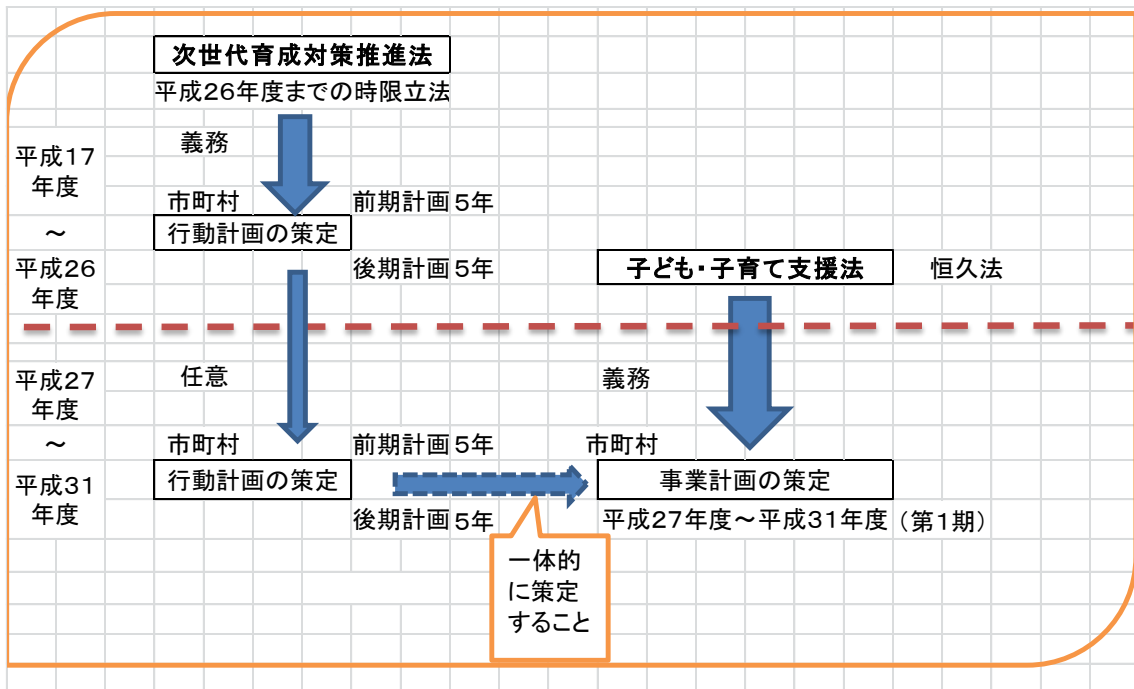 次世代育成対策推進法
平成26年度までの時限立法
義務
平成17
年度
市町村
前期計画5年
~
行動計画の策定
平成26
年度
後期計画5年
子ども・子育て支援法
恒久法
平成27
年度
任意
義務
~
市町村
前期計画5年
市町村
平成31
年度
行動計画の策定
事業計画の策定
後期計画5年
平成27年度~平成31年度(第1期)
一体的
に策定
すること